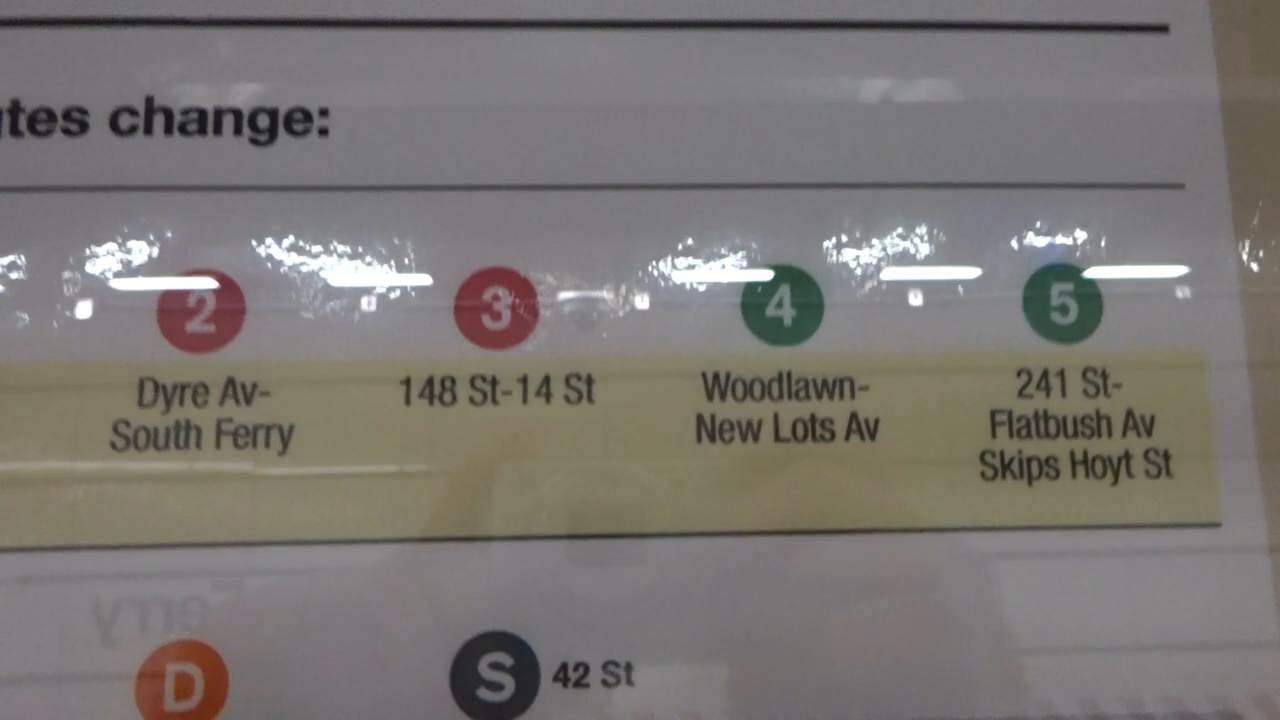 utes change:
2 3 4 5
Dyre Av-
South Ferry
148 St-14 St
Woodlawn-
New Lots Av
241 St-
Flatbush Av
Skips Hoyt St
D S 42 St